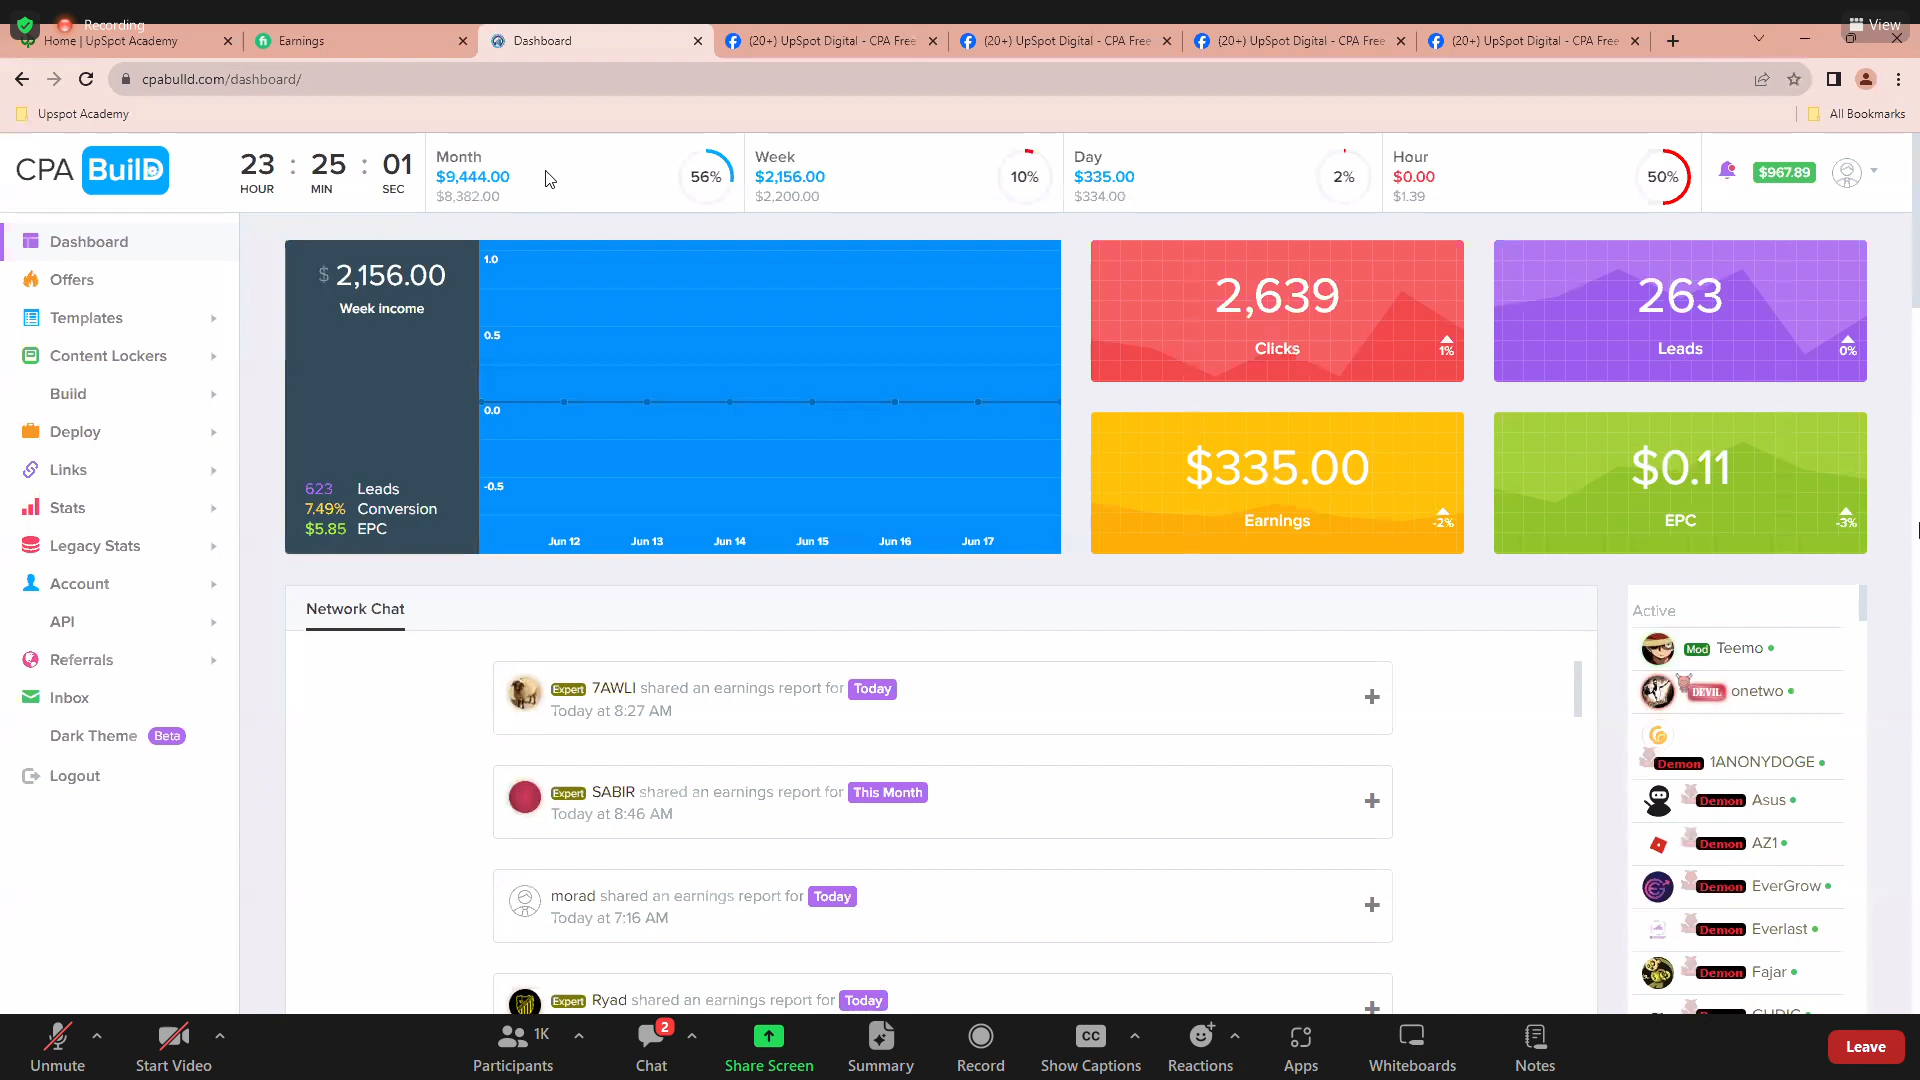 Recording
View
Home | UpSpot Academy
Earnings
Dashboard
(20+) UpSpot Digital - CPA Free
(20+) UpSpot Digital - CPA Free
(20+) UpSpot Digital - CPA Free
(20+) UpSpot Digital - CPA Free
cpabuild.com/dashboard/
Upspot Academy
All Bookmarks
CPA BuilD
23 : 25 : 01
HOUR MIN SEC
Month
$9,444.00
$8,382.00
56%
Week
$2,156.00
$2,200.00
10%
Day
$335.00
$334.00
2%
Hour
$0.00
$1.39
50%
$967.89
Dashboard
Offers
Templates
Content Lockers
Build
Deploy
Links
Stats
Legacy Stats
Account
API
Referrals
Inbox
Dark Theme Beta
Logout
$ 2,156.00
Week income
623 Leads
7.49% Conversion
$5.85 EPC
1.0
0.5
0.0
-0.5
Jun 12 Jun 13 Jun 14 Jun 15 Jun 16 Jun 17
2,639
Clicks
1%
263
Leads
0%
$335.00
Earnings
-2%
$0.11
EPC
-3%
Network Chat
Expert 7AWLI shared an earnings report for Today
Today at 8:27 AM
Expert SABIR shared an earnings report for This Month
Today at 8:46 AM
morad shared an earnings report for Today
Today at 7:16 AM
Expert Ryad shared an earnings report for Today
Active
Mod Teemo
DEVIL onetwo
Demon 1ANONYDOGE
Demon Asus
Demon AZ1
Demon EverGrow
Demon Everlast
Demon Fajar
Unmute
Start Video
1K
Participants
2
Chat
Share Screen
Summary
Record
CC
Show Captions
Reactions
Apps
Whiteboards
Notes
Leave